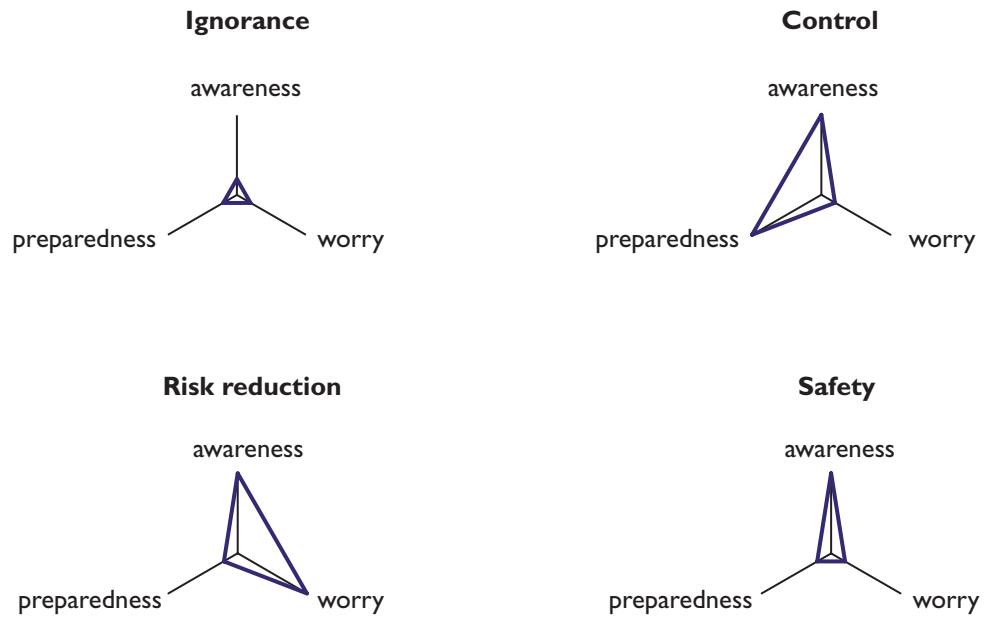 Ignorance
awareness
preparedness
worry
Control
awareness
preparedness
worry
Risk reduction
awareness
preparedness
worry
Safety
awareness
preparedness
worry